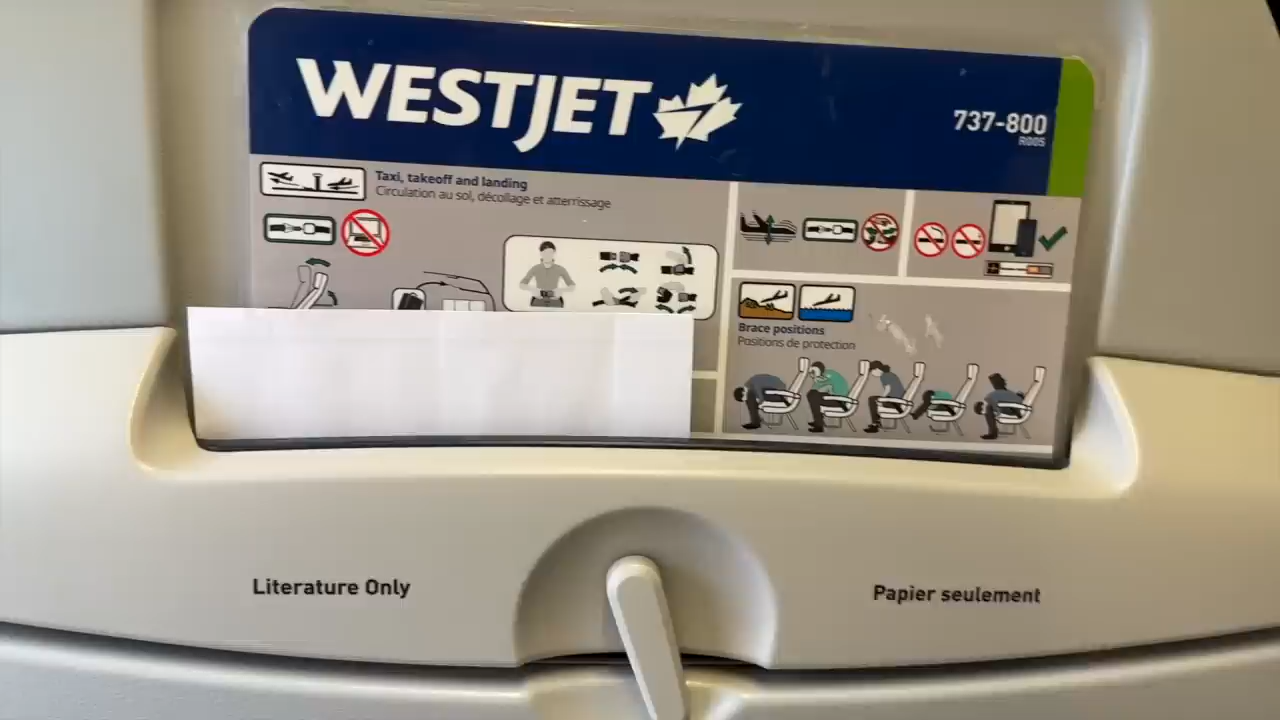 WESTJET
737-800
R005
Taxi, takeoff and landing
Circulation au sol, décollage et atterrissage
Brace positions
Positions de protection
Literature Only
Papier seulement